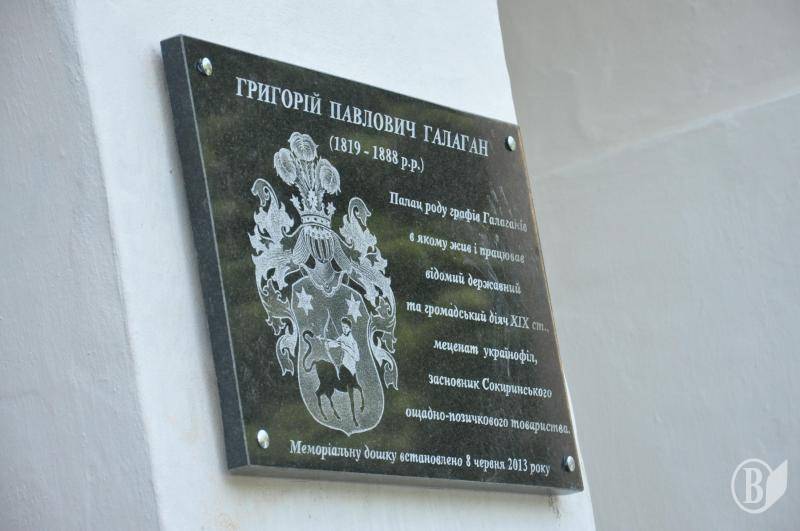 ГРИГОРІЙ ПАВЛОВИЧ ГАЛАГАН
(1819 - 1888 р.р.)
Палац роду графів Галаганів
в якому жив і працював
відомий державний
та громадський діяч ХІХ ст.,
меценат українофіл,
засновник Сокиринського
ощадно-позичкового товариства.
Меморіальну дошку встановлено 8 червня 2013 року
В